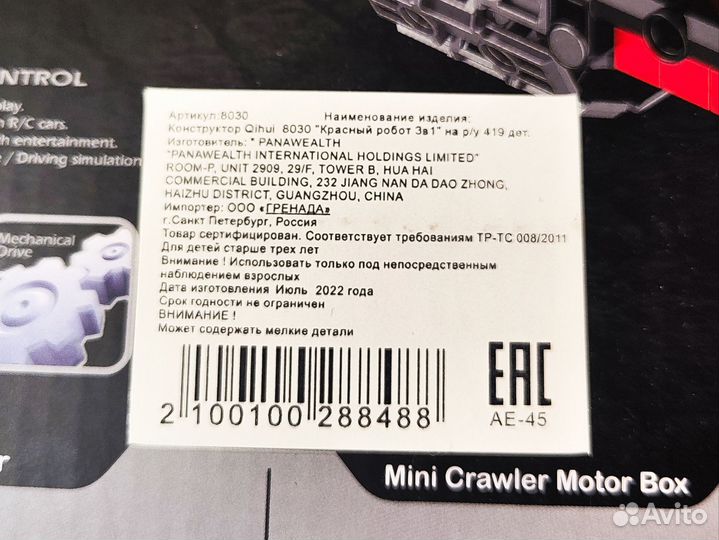 NTROL
play.
R/C cars.
h entertainment.
/ Driving simulation
Mechanical
Drive
Артикул:8030 Наименование изделия:
Конструктор Qihui 8030 "Красный робот 3в1" на р/у 419 дет.
Изготовитель: " PANAWEALTH
"PANAWEALTH INTERNATIONAL HOLDINGS LIMITED"
ROOM-P, UNIT 2909, 29/F, TOWER B, HUA HAI
COMMERCIAL BUILDING, 232 JIANG NAN DA DAO ZHONG,
HAIZHU DISTRICT, GUANGZHOU, CHINA
Импортер: ООО «ГРЕНАДА»
г.Санкт Петербург, Россия
Товар сертифицирован. Соответствует требованиям ТР-ТС 008/2011
Для детей старше трех лет
Внимание ! Использовать только под непосредственным
наблюдением взрослых
Дата изготовления Июль 2022 года
Срок годности не ограничен
ВНИМАНИЕ !
Может содержать мелкие детали
2 100100 288488
EAC
AE-45
r
Mini Crawler Motor Box
Avito